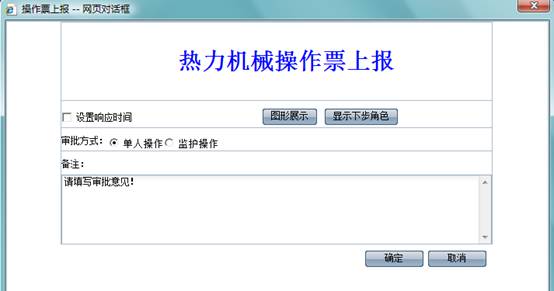 操作票上报 -- 网页对话框
热力机械操作票上报
设置响应时间 图形展示 显示下步角色
审批方式： 单人操作 监护操作
备注：
请填写审批意见！
确定 取消